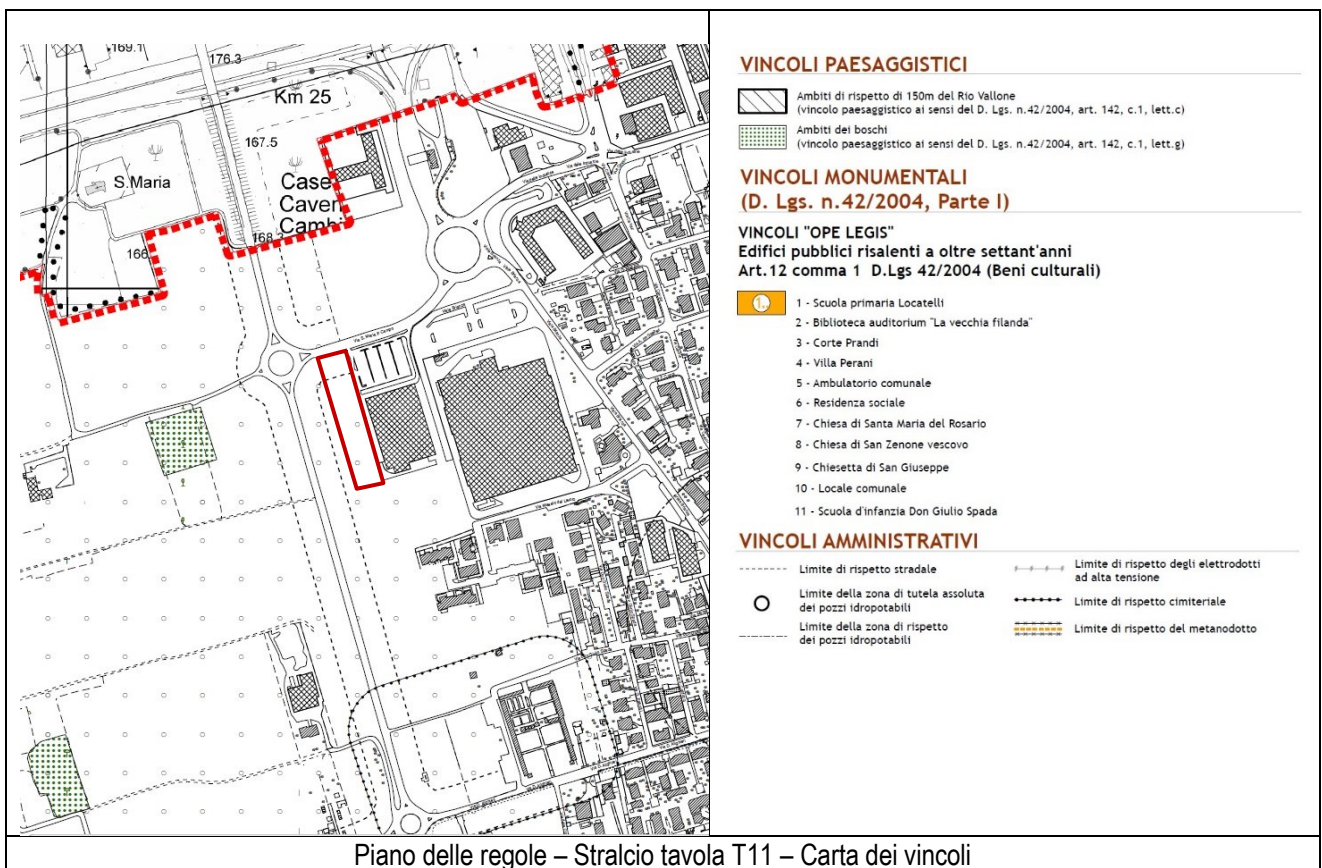 169.1
176.3
Km 25
167.5
S.Maria
Case
Caven
Cambi
168.
166
Via S. Maria in Campo
VINCOLI PAESAGGISTICI
Ambiti di rispetto di 150m del Rio Vallone
(vincolo paesaggistico ai sensi del D. Lgs. n.42/2004, art. 142, c.1, lett.c)
Ambiti dei boschi
(vincolo paesaggistico ai sensi del D. Lgs. n.42/2004, art. 142, c.1, lett.g)
VINCOLI MONUMENTALI
(D. Lgs. n.42/2004, Parte I)
VINCOLI "OPE LEGIS"
Edifici pubblici risalenti a oltre settant'anni
Art.12 comma 1 D.Lgs 42/2004 (Beni culturali)
1..
1 - Scuola primaria Locatelli
2 - Biblioteca auditorium "La vecchia filanda"
3 - Corte Prandi
4 - Villa Perani
5 - Ambulatorio comunale
6 - Residenza sociale
7 - Chiesa di Santa Maria del Rosario
8 - Chiesa di San Zenone vescovo
9 - Chiesetta di San Giuseppe
10 - Locale comunale
11 - Scuola d'infanzia Don Giulio Spada
VINCOLI AMMINISTRATIVI
Limite di rispetto stradale
Limite della zona di tutela assoluta
dei pozzi idropotabili
Limite della zona di rispetto
dei pozzi idropotabili
Limite di rispetto degli elettrodotti
ad alta tensione
Limite di rispetto cimiteriale
Limite di rispetto del metanodotto
Piano delle regole – Stralcio tavola T11 – Carta dei vincoli